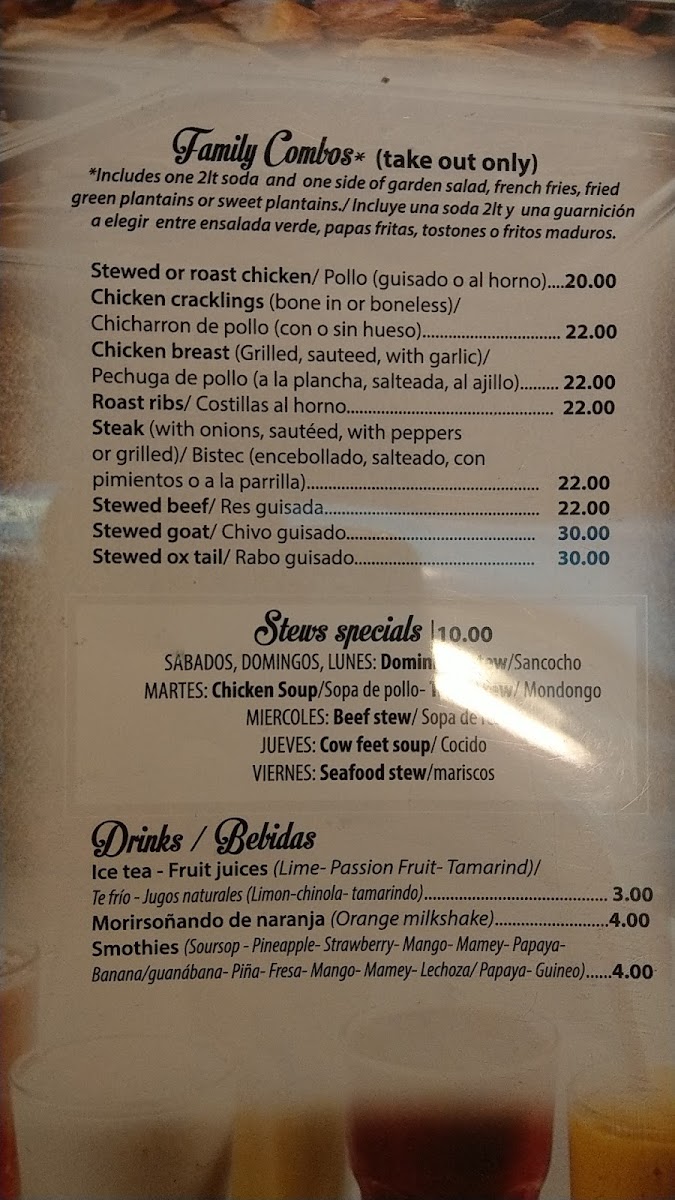 Family Combos* (take out only)
*Includes one 2lt soda and one side of garden salad, french fries, fried
green plantains or sweet plantains./ Incluye una soda 2lt y una guarnición
a elegir entre ensalada verde, papas fritas, tostones o fritos maduros.
Stewed or roast chicken/ Pollo (guisado o al horno)....20.00
Chicken cracklings (bone in or boneless)/
Chicharron de pollo (con o sin hueso)............................... 22.00
Chicken breast (Grilled, sauteed, with garlic)/
Pechuga de pollo (a la plancha, salteada, al ajillo)......... 22.00
Roast ribs/ Costillas al horno.............................................. 22.00
Steak (with onions, sautéed, with peppers
or grilled)/ Bistec (encebollado, salteado, con
pimientos o a la parrilla).................................................... 22.00
Stewed beef/ Res guisada................................................ 22.00
Stewed goat/ Chivo guisado.......................................... 30.00
Stewed ox tail/ Rabo guisado........................................ 30.00
Stews specials |10.00
SABADOS, DOMINGOS, LUNES: /Sancocho
MARTES: Chicken Soup/Sopa de pollo- / Mondongo
MIERCOLES: Beef stew/ Sopa de
JUEVES: Cow feet soup/ Cocido
VIERNES: Seafood stew/mariscos
Drinks / Bebidas
Ice tea - Fruit juices (Lime- Passion Fruit- Tamarind)/
Te frío - Jugos naturales (Limon-chinola- tamarindo)........................................ 3.00
Morirsoñando de naranja (Orange milkshake).........................4.00
Smothies (Soursop - Pineapple- Strawberry- Mango- Mamey- Papaya-
Banana/guanábana- Piña- Fresa- Mango- Mamey- Lechoza/ Papaya- Guineo)......4.00